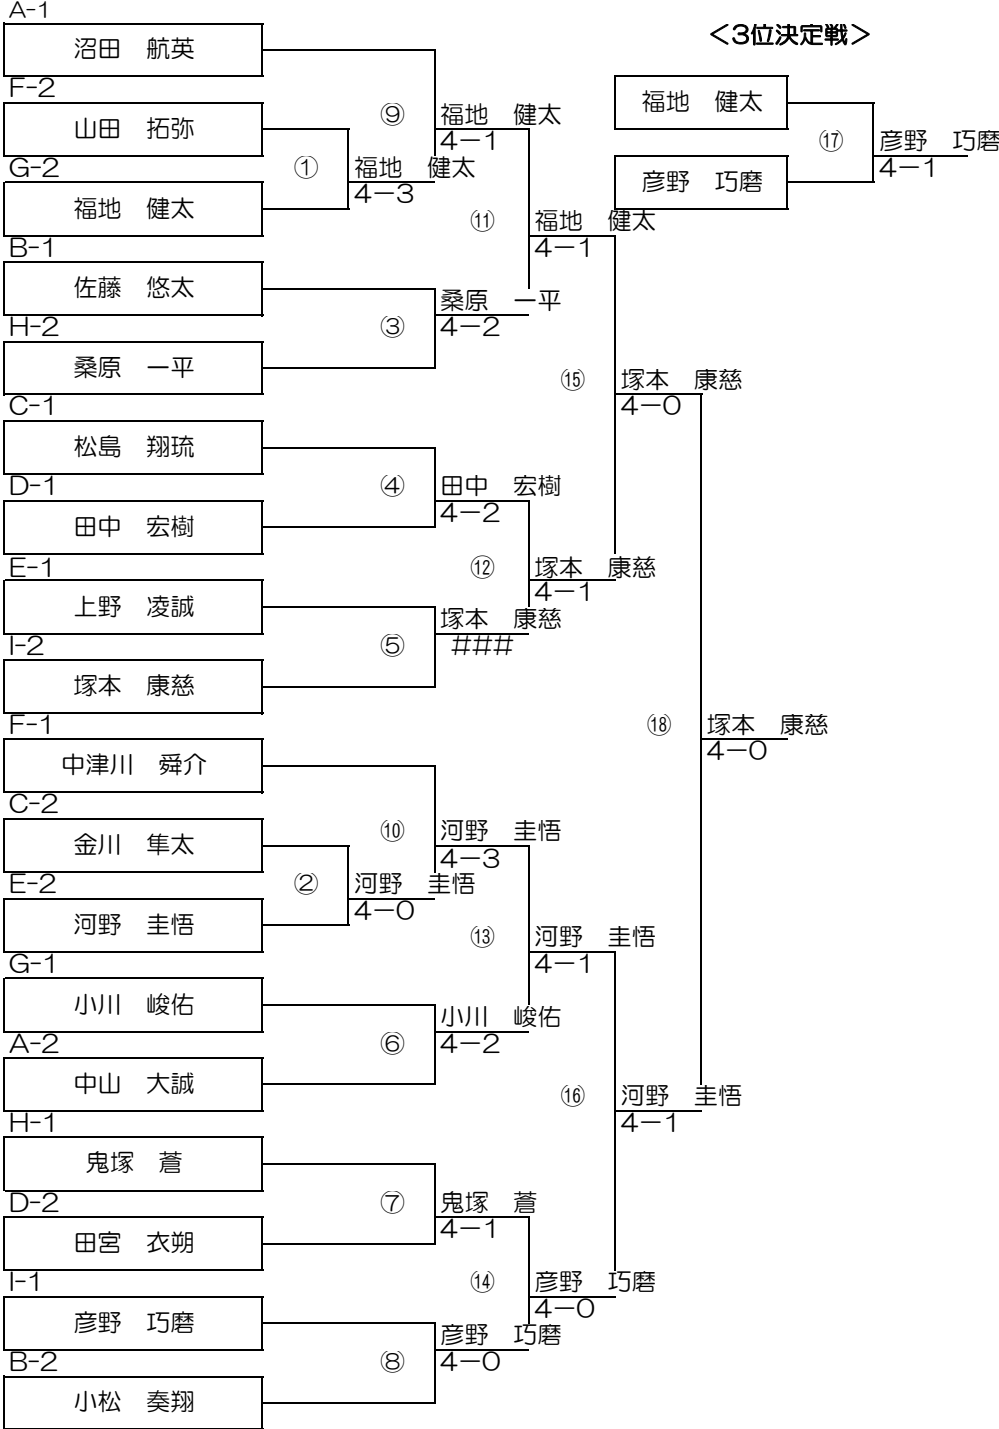 A-1
沼田　航英
＜3位決定戦＞
F-2
福地　健太
⑨
福地　健太
山田　拓弥
4－1
⑰
彦野　巧磨
①
福地　健太
4－1
G-2
4－3
彦野　巧磨
福地　健太
⑪
福地　健太
4－1
B-1
佐藤　悠太
桑原　一平
H-2
③
4－2
桑原　一平
⑮
塚本　康慈
4－0
C-1
松島　翔琉
D-1
④
田中　宏樹
4－2
田中　宏樹
E-1
⑫
塚本　康慈
4－1
上野　凌誠
塚本　康慈
I-2
⑤
###
塚本　康慈
F-1
⑱
塚本　康慈
4－0
中津川　舜介
C-2
⑩
河野　圭悟
金川　隼太
4－3
E-2
②
河野　圭悟
4－0
河野　圭悟
⑬
河野　圭悟
G-1
4－1
小川　峻佑
小川　峻佑
A-2
⑥
4－2
中山　大誠
⑯
河野　圭悟
4－1
H-1
鬼塚　蒼
D-2
⑦
鬼塚　蒼
4－1
田宮　衣朔
I-1
⑭
彦野　巧磨
4－0
彦野　巧磨
彦野　巧磨
B-2
⑧
4－0
小松　奏翔